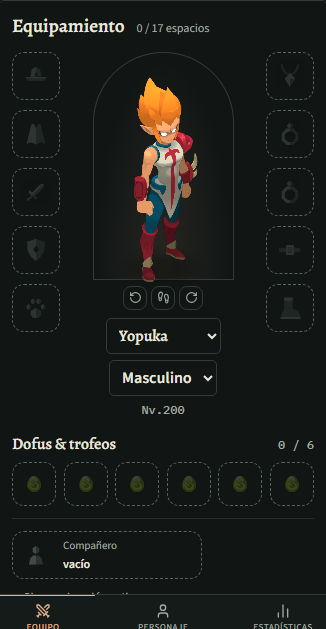 Equipamiento 0 / 17 espacios
Yopuka
Masculino
Nv.200
Dofus & trofeos 0 / 6
Compañero
vacío
EQUIPO PERSONAJE ESTADÍSTICAS